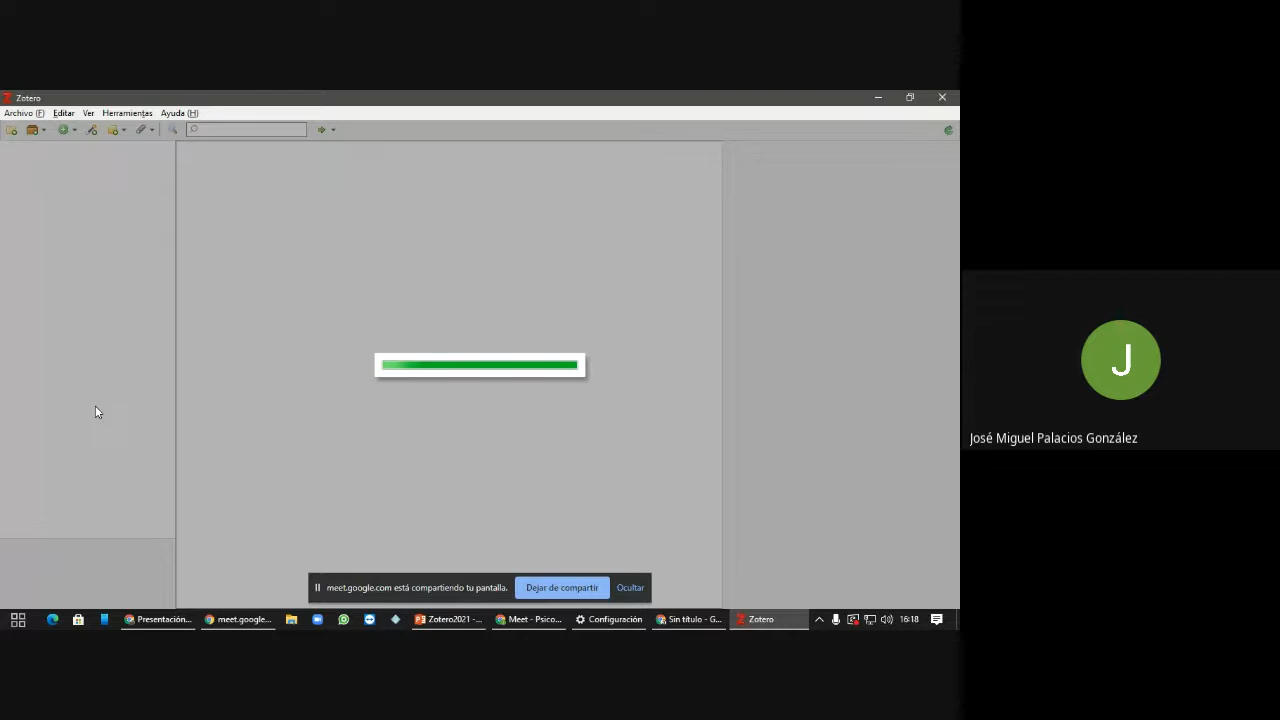 Zotero
Archivo (F) Editar Ver Herramientas Ayuda (H)
J
José Miguel Palacios González
meet.google.com está compartiendo tu pantalla. Dejar de compartir Ocultar
Presentación... meet.google... Zotero2021 -... Meet - Psico... Configuración Sin título - G... Zotero 16:18